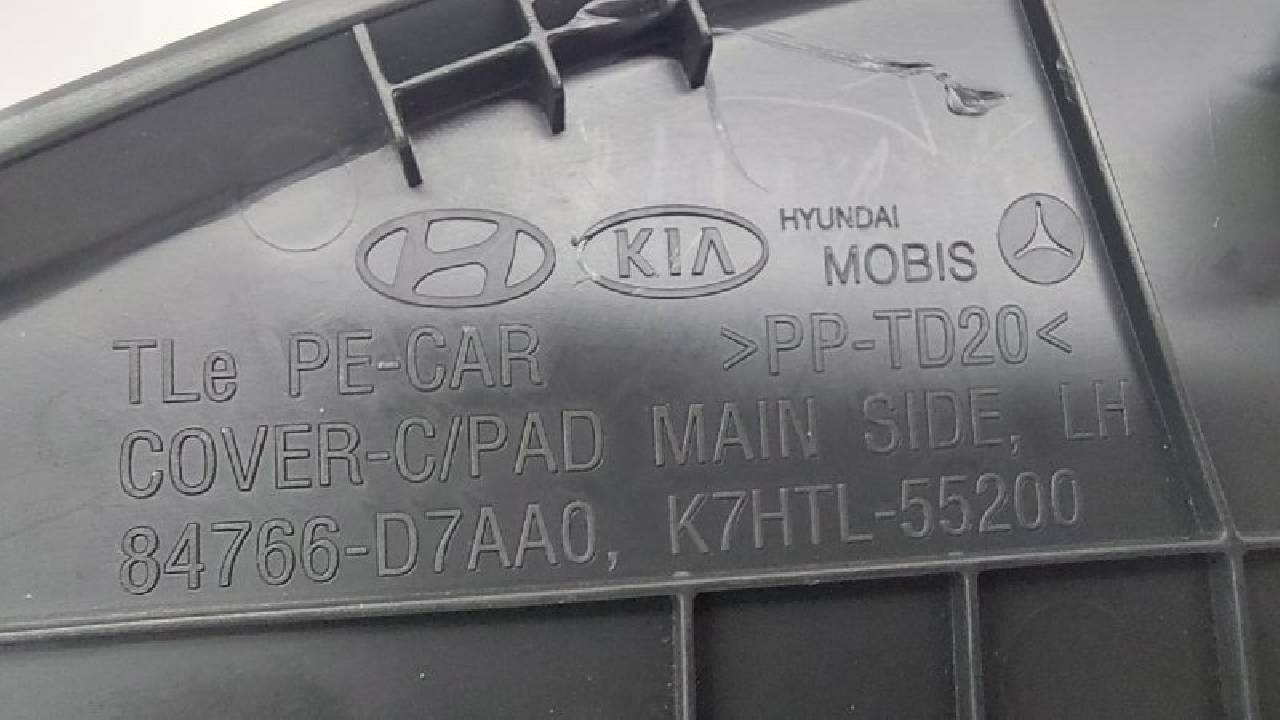 KIA HYUNDAI
MOBIS
TLe PE-CAR >PP-TD20<
COVER-C/PAD MAIN SIDE, LH
84766-D7AA0, K7HTL-55200